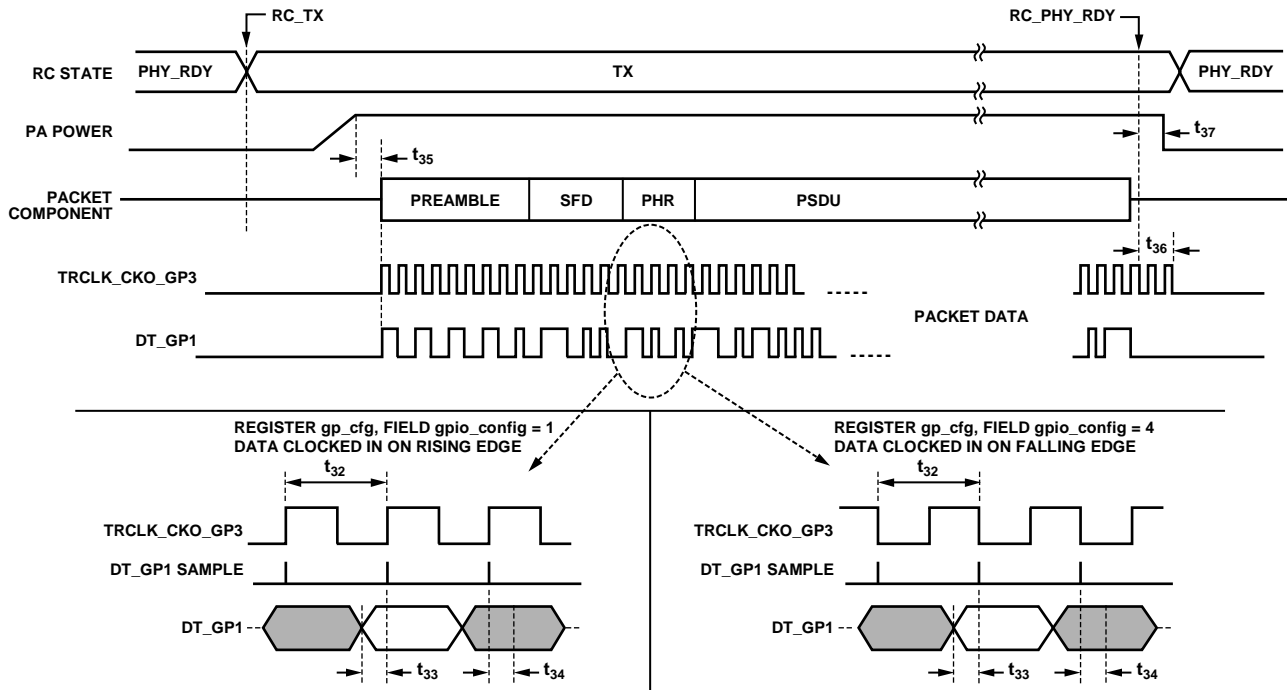 RC_TX
RC_PHY_RDY
RC STATE
PHY_RDY
TX
PHY_RDY
PA POWER
t37
t35
PACKET
COMPONENT
PREAMBLE
SFD
PHR
PSDU
t36
TRCLK_CKO_GP3
PACKET DATA
DT_GP1
REGISTER gp_cfg, FIELD gpio_config = 1
DATA CLOCKED IN ON RISING EDGE
t32
TRCLK_CKO_GP3
DT_GP1 SAMPLE
DT_GP1
t33
t34
REGISTER gp_cfg, FIELD gpio_config = 4
DATA CLOCKED IN ON FALLING EDGE
t32
TRCLK_CKO_GP3
DT_GP1 SAMPLE
DT_GP1
t33
t34